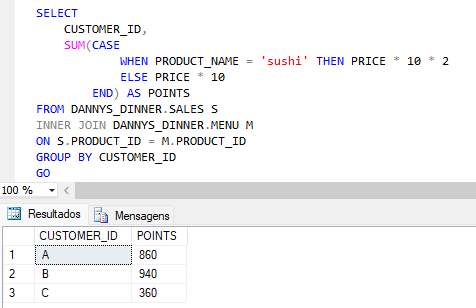 SELECT
CUSTOMER_ID,
SUM(CASE
WHEN PRODUCT_NAME = 'sushi' THEN PRICE * 10 * 2
ELSE PRICE * 10
END) AS POINTS
FROM DANNYS_DINNER.SALES S
INNER JOIN DANNYS_DINNER.MENU M
ON S.PRODUCT_ID = M.PRODUCT_ID
GROUP BY CUSTOMER_ID
GO
100 %
Resultados Mensagens
CUSTOMER_ID POINTS
1 A 860
2 B 940
3 C 360